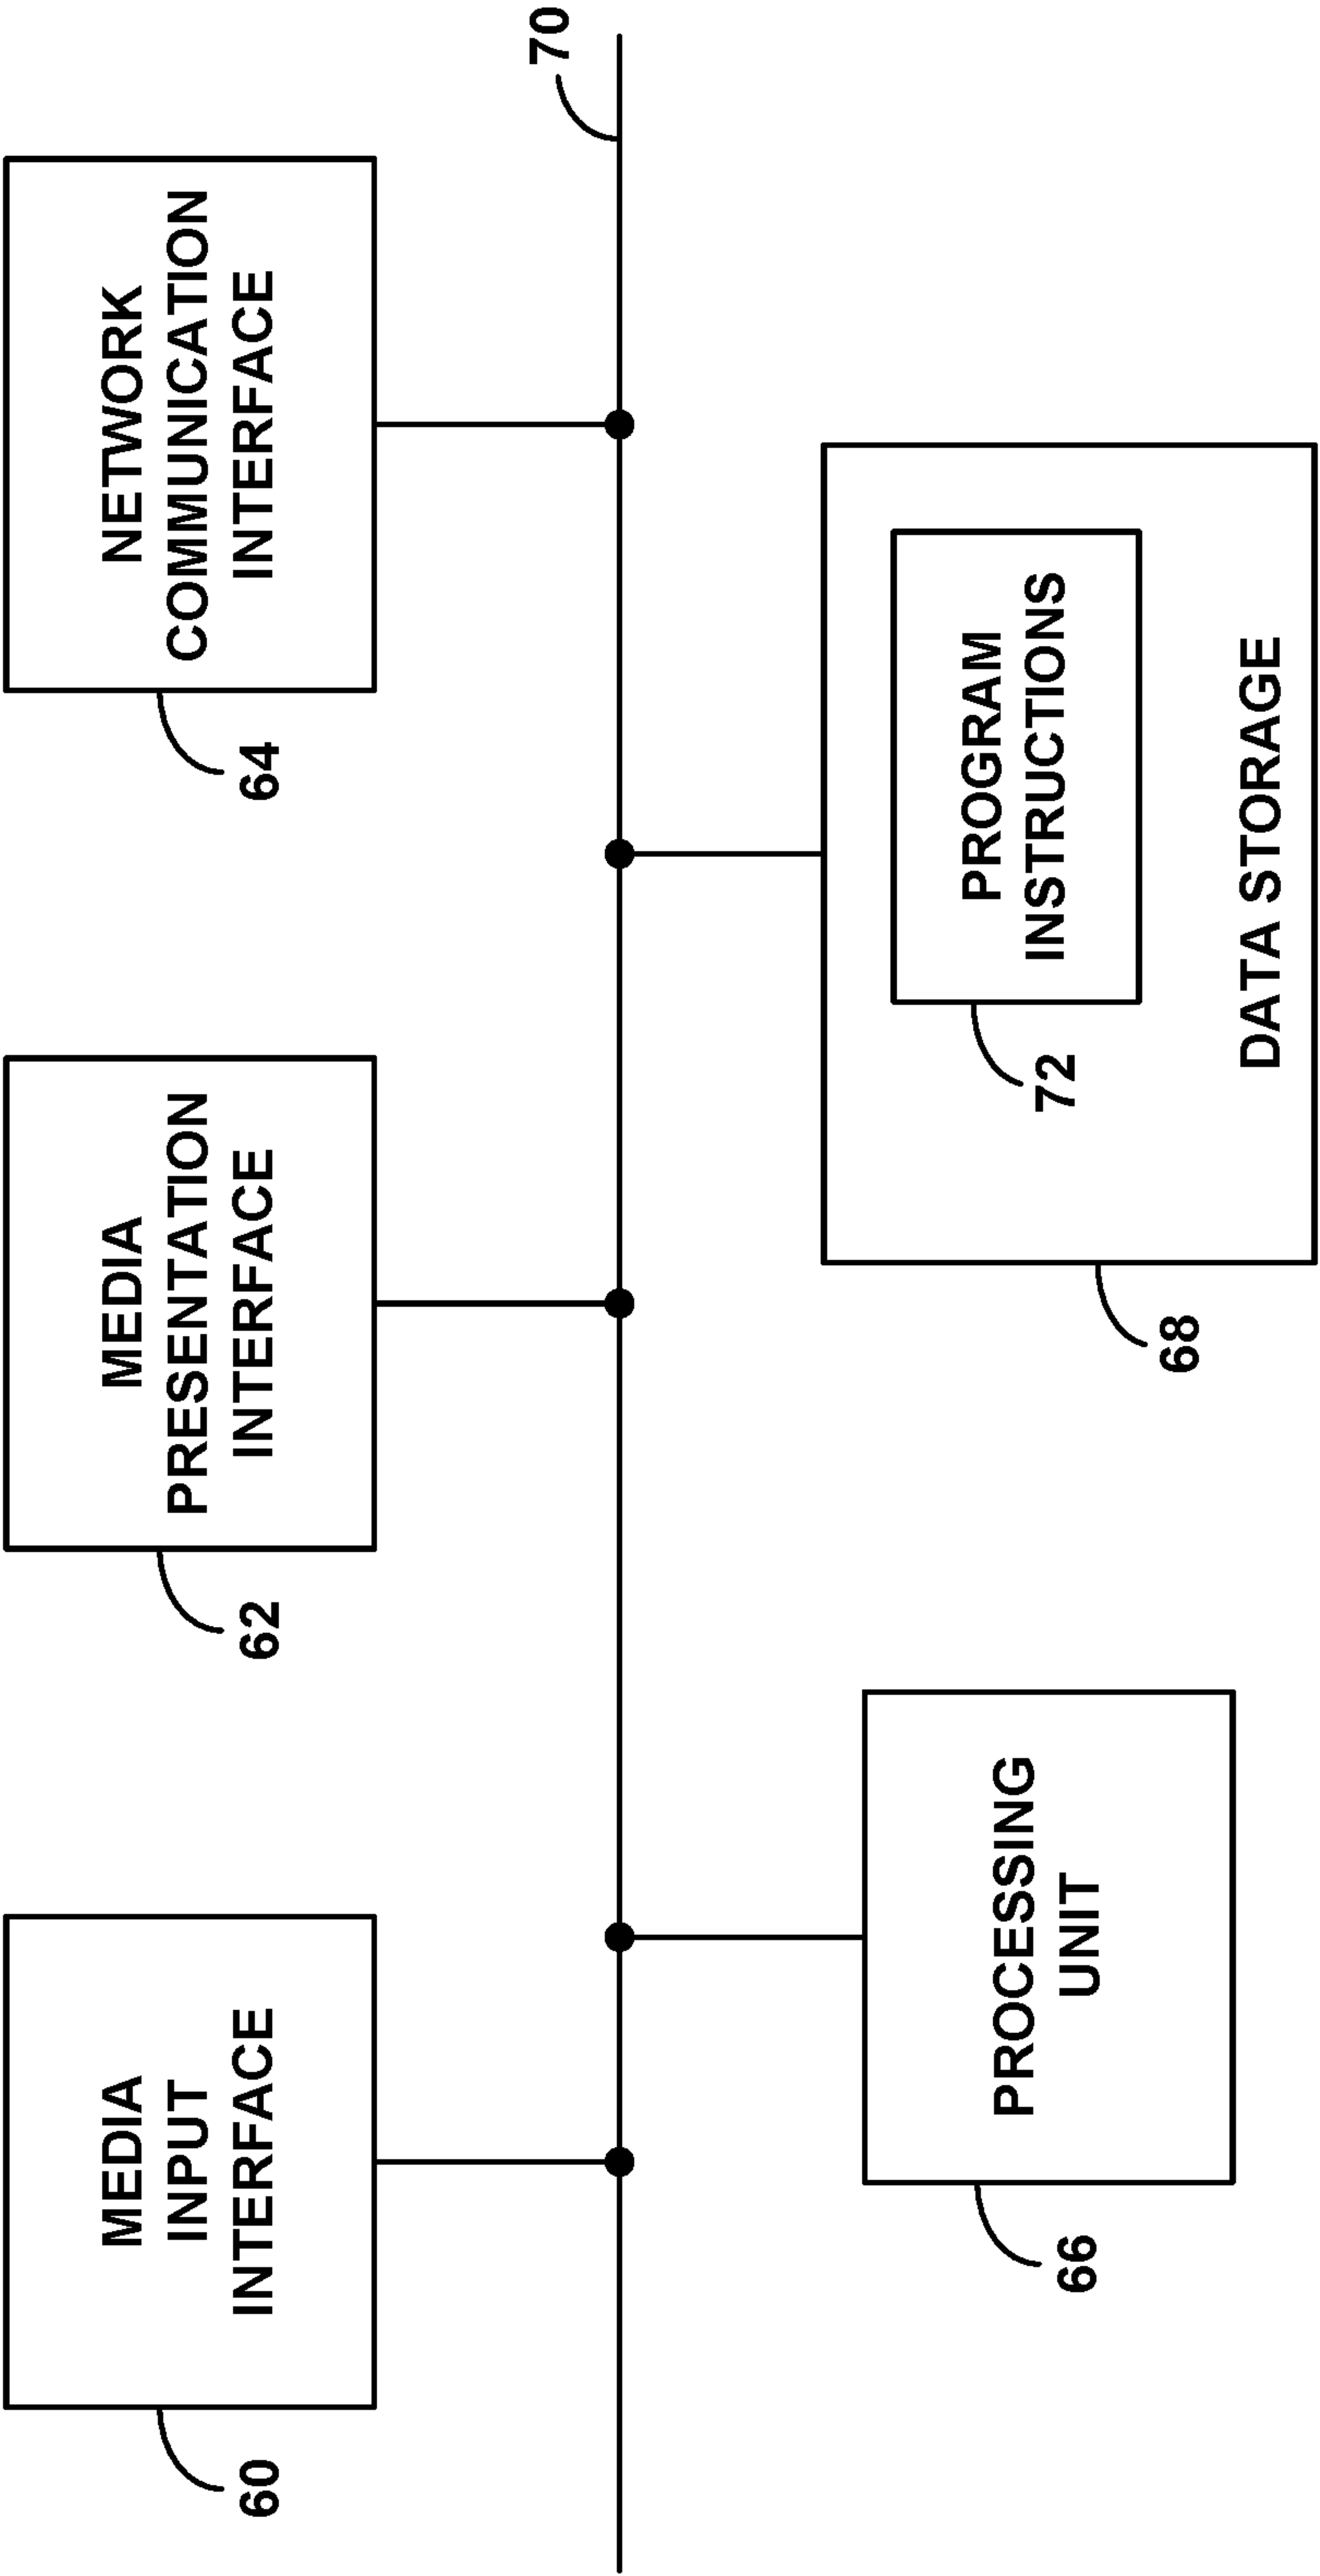 60
MEDIA
INPUT
INTERFACE
62
MEDIA
PRESENTATION
INTERFACE
64
NETWORK
COMMUNICATION
INTERFACE
70
66
PROCESSING
UNIT
68
72
PROGRAM
INSTRUCTIONS
DATA STORAGE